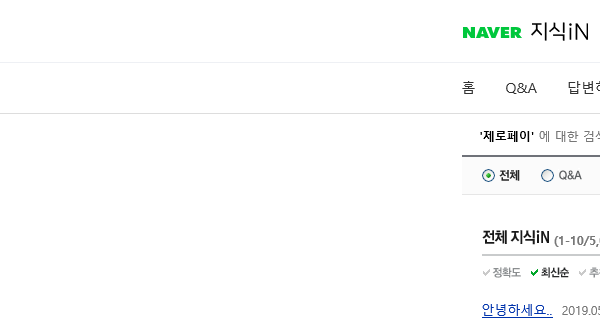 NAVER 지식iN
홈 Q&A 답변하
'제로페이' 에 대한 검색
전체 Q&A
전체 지식iN (1-10/5,
정확도 최신순 추
안녕하세요.. 2019.05